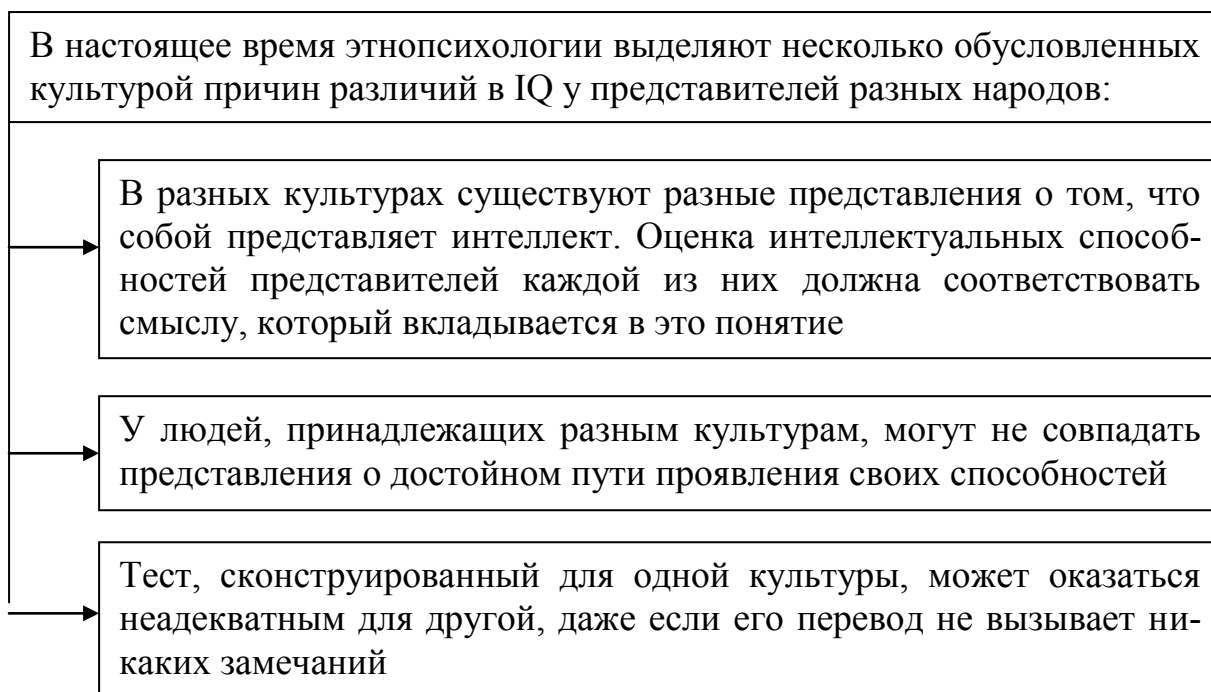 В настоящее время этнопсихологии выделяют несколько обусловленных
культурой причин различий в IQ у представителей разных народов:
В разных культурах существуют разные представления о том, что
собой представляет интеллект. Оценка интеллектуальных способ-
ностей представителей каждой из них должна соответствовать
смыслу, который вкладывается в это понятие
У людей, принадлежащих разным культурам, могут не совпадать
представления о достойном пути проявления своих способностей
Тест, сконструированный для одной культуры, может оказаться
неадекватным для другой, даже если его перевод не вызывает ни-
каких замечаний